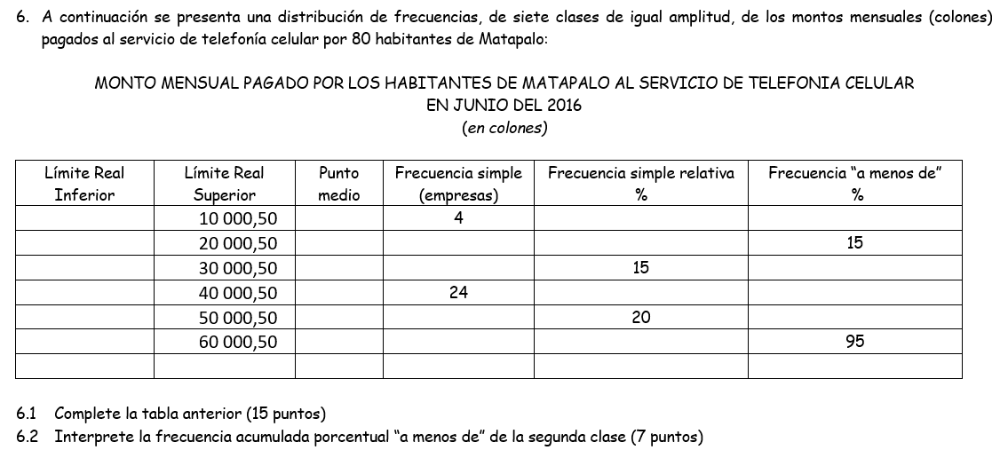 6. A continuación se presenta una distribución de frecuencias, de siete clases de igual amplitud, de los montos mensuales (colones)
pagados al servicio de telefonía celular por 80 habitantes de Matapalo:
MONTO MENSUAL PAGADO POR LOS HABITANTES DE MATAPALO AL SERVICIO DE TELEFONIA CELULAR
EN JUNIO DEL 2016
(en colones)
Límite Real Inferior Límite Real Superior Punto medio Frecuencia simple (empresas) Frecuencia simple relativa % Frecuencia "a menos de" %
10 000,50 4
20 000,50 15
30 000,50 15
40 000,50 24
50 000,50 20
60 000,50 95
6.1 Complete la tabla anterior (15 puntos)
6.2 Interprete la frecuencia acumulada porcentual "a menos de" de la segunda clase (7 puntos)